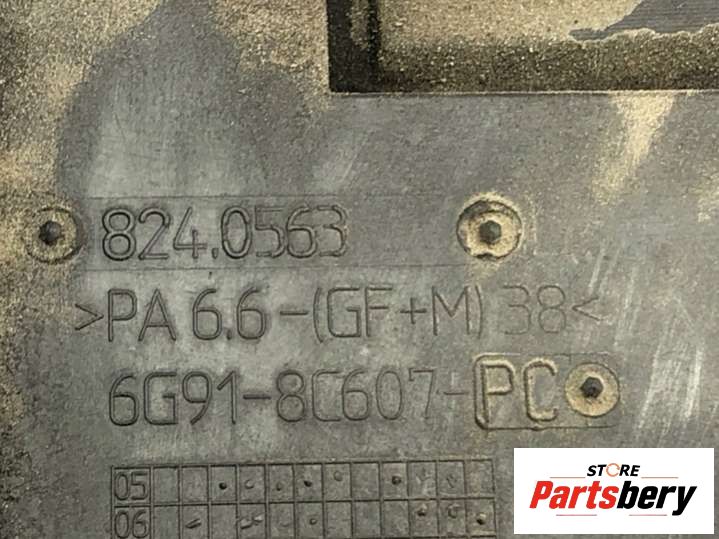 824.0563
>PA 6.6-(GF+M) 38<
6G91-8C607-PC
05
06
STORE
Partsbery